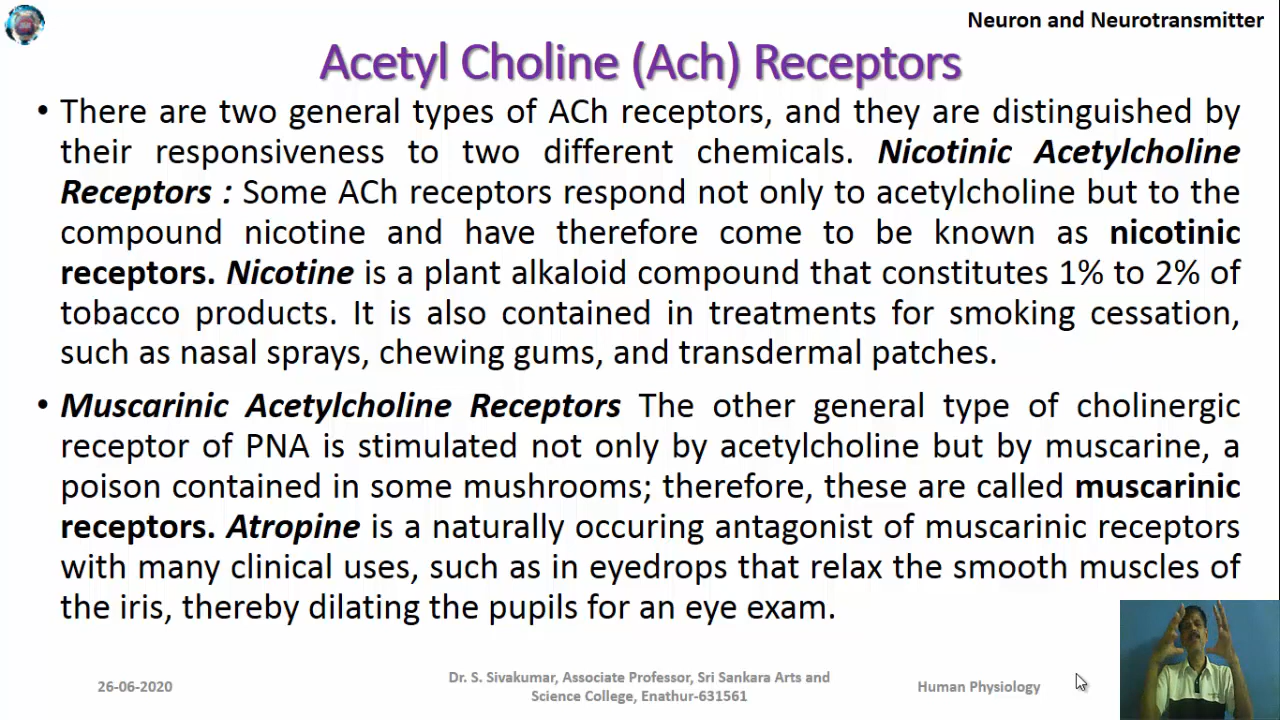 Neuron and Neurotransmitter
Acetyl Choline (Ach) Receptors
• There are two general types of ACh receptors, and they are distinguished by
their responsiveness to two different chemicals. Nicotinic Acetylcholine
Receptors : Some ACh receptors respond not only to acetylcholine but to the
compound nicotine and have therefore come to be known as nicotinic
receptors. Nicotine is a plant alkaloid compound that constitutes 1% to 2% of
tobacco products. It is also contained in treatments for smoking cessation,
such as nasal sprays, chewing gums, and transdermal patches.
• Muscarinic Acetylcholine Receptors The other general type of cholinergic
receptor of PNA is stimulated not only by acetylcholine but by muscarine, a
poison contained in some mushrooms; therefore, these are called muscarinic
receptors. Atropine is a naturally occuring antagonist of muscarinic receptors
with many clinical uses, such as in eyedrops that relax the smooth muscles of
the iris, thereby dilating the pupils for an eye exam.
26-06-2020
Dr. S. Sivakumar, Associate Professor, Sri Sankara Arts and
Science College, Enathur-631561
Human Physiology